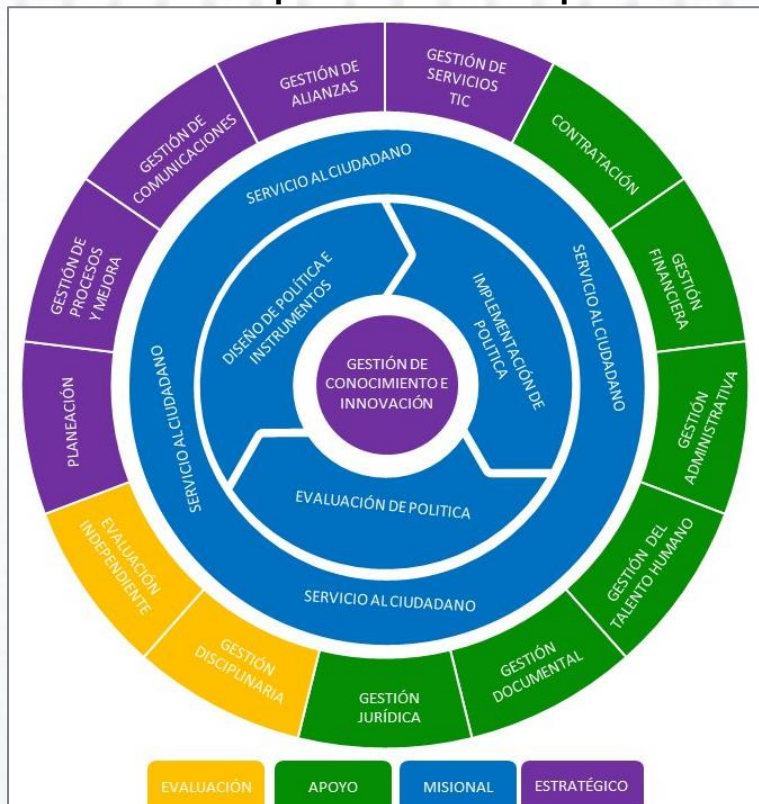 GESTIÓN DE
ALIANZAS
GESTIÓN DE
SERVICIOS
TIC
CONTRATACIÓN
GESTIÓN
FINANCIERA
GESTIÓN
ADMINISTRATIVA
GESTIÓN DEL
TALENTO HUMANO
GESTIÓN
DOCUMENTAL
GESTIÓN
JURÍDICA
GESTIÓN
DISCIPLINARIA
EVALUACIÓN
INDEPENDIENTE
PLANEACIÓN
GESTIÓN DE
PROCESOS
Y MEJORA
GESTIÓN DE
COMUNICACIONES
SERVICIO AL CIUDADANO
SERVICIO AL CIUDADANO
SERVICIO AL CIUDADANO
SERVICIO AL CIUDADANO
DISEÑO DE POLÍTICA E
INSTRUMENTOS
IMPLEMENTACIÓN DE
POLITICA
EVALUACIÓN DE POLITICA
GESTIÓN DE
CONOCIMIENTO E
INNOVACIÓN
EVALUACIÓN
APOYO
MISIONAL
ESTRATÉGICO